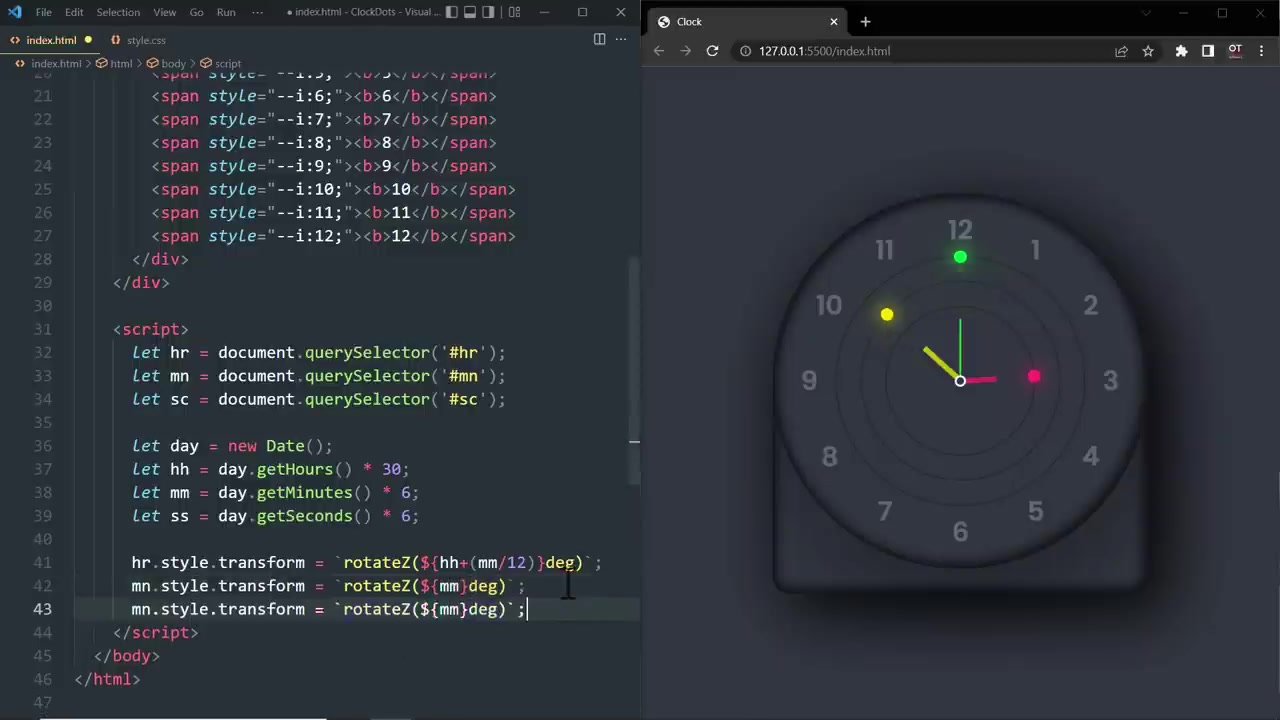 File Edit Selection View Go Run ··· ● index.html - ClockDots - Visual ...
index.html ● style.css
index.html > html > body > script
20 <span style="--i:5;"><b>5</b></span>
21 <span style="--i:6;"><b>6</b></span>
22 <span style="--i:7;"><b>7</b></span>
23 <span style="--i:8;"><b>8</b></span>
24 <span style="--i:9;"><b>9</b></span>
25 <span style="--i:10;"><b>10</b></span>
26 <span style="--i:11;"><b>11</b></span>
27 <span style="--i:12;"><b>12</b></span>
28 </div>
29 </div>
30
31 <script>
32 let hr = document.querySelector('#hr');
33 let mn = document.querySelector('#mn');
34 let sc = document.querySelector('#sc');
35
36 let day = new Date();
37 let hh = day.getHours() * 30;
38 let mm = day.getMinutes() * 6;
39 let ss = day.getSeconds() * 6;
40
41 hr.style.transform = `rotateZ(${hh+(mm/12)}deg)`;
42 mn.style.transform = `rotateZ(${mm}deg)`;
43 mn.style.transform = `rotateZ(${mm}deg)`;
44 </script>
45 </body>
46 </html>
47
Clock
127.0.0.1:5500/index.html
OT
12
11 1
10 2
9 3
8 4
7 5
6